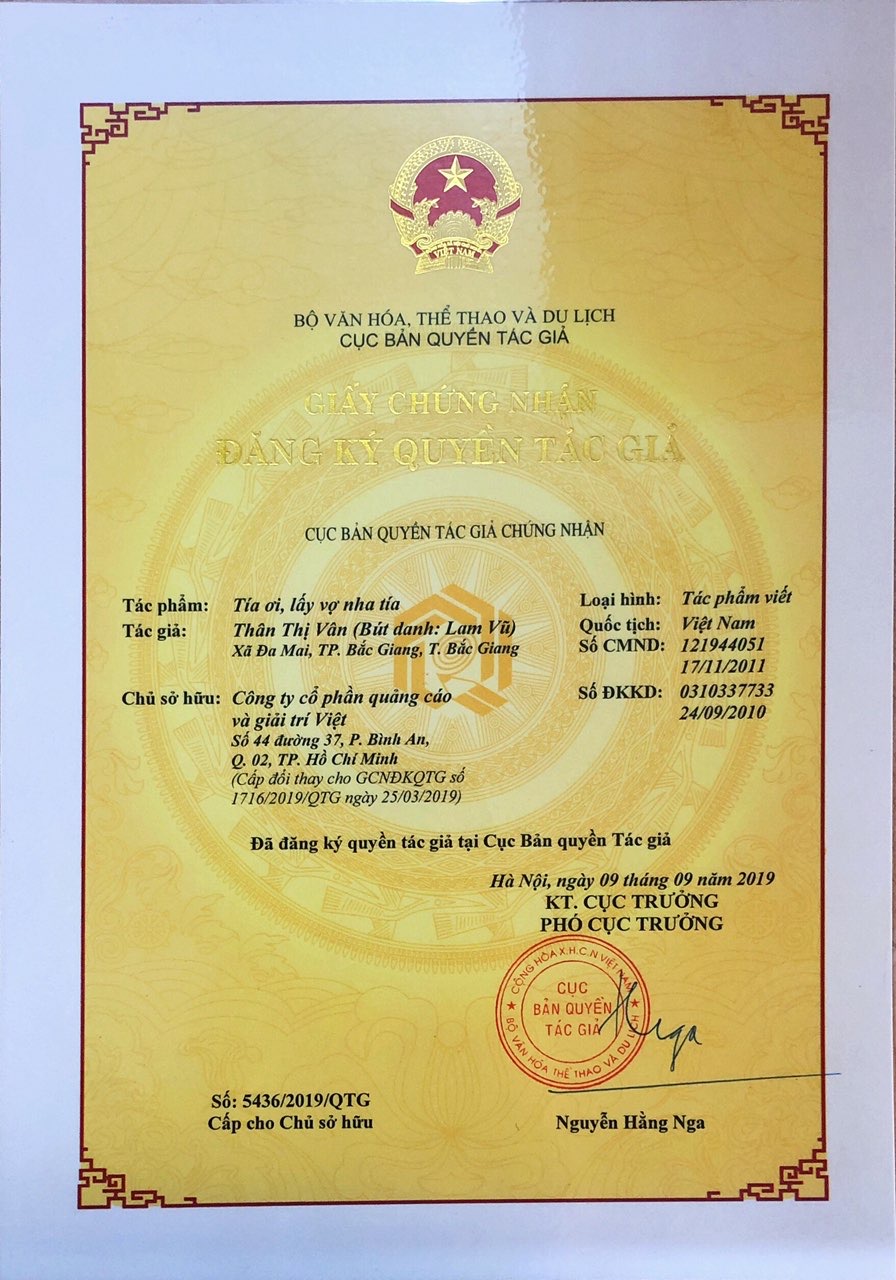 VIỆT NAM
BỘ VĂN HÓA, THỂ THAO VÀ DU LỊCH
CỤC BẢN QUYỀN TÁC GIẢ
GIẤY CHỨNG NHẬN
ĐĂNG KÝ QUYỀN TÁC GIẢ
CỤC BẢN QUYỀN TÁC GIẢ CHỨNG NHẬN
Tác phẩm: Tía ơi, lấy vợ nha tía Loại hình: Tác phẩm viết
Tác giả: Thân Thị Vân (Bút danh: Lam Vũ) Quốc tịch: Việt Nam
Xã Đa Mai, TP. Bắc Giang, T. Bắc Giang Số CMND: 121944051
17/11/2011
Chủ sở hữu: Công ty cổ phần quảng cáo Số ĐKKD: 0310337733
và giải trí Việt 24/09/2010
Số 44 đường 37, P. Bình An,
Q. 02, TP. Hồ Chí Minh
(Cấp đổi thay cho GCNĐKQTG số
1716/2019/QTG ngày 25/03/2019)
Đã đăng ký quyền tác giả tại Cục Bản quyền Tác giả
Hà Nội, ngày 09 tháng 09 năm 2019
KT. CỤC TRƯỞNG
PHÓ CỤC TRƯỞNG
CỘNG HÒA X.H.C.N VIỆT NAM
CỤC
BẢN QUYỀN
TÁC GIẢ
BỘ VĂN HÓA THỂ THAO VÀ DU LỊCH
Nga
Số: 5436/2019/QTG
Cấp cho Chủ sở hữu Nguyễn Hằng Nga